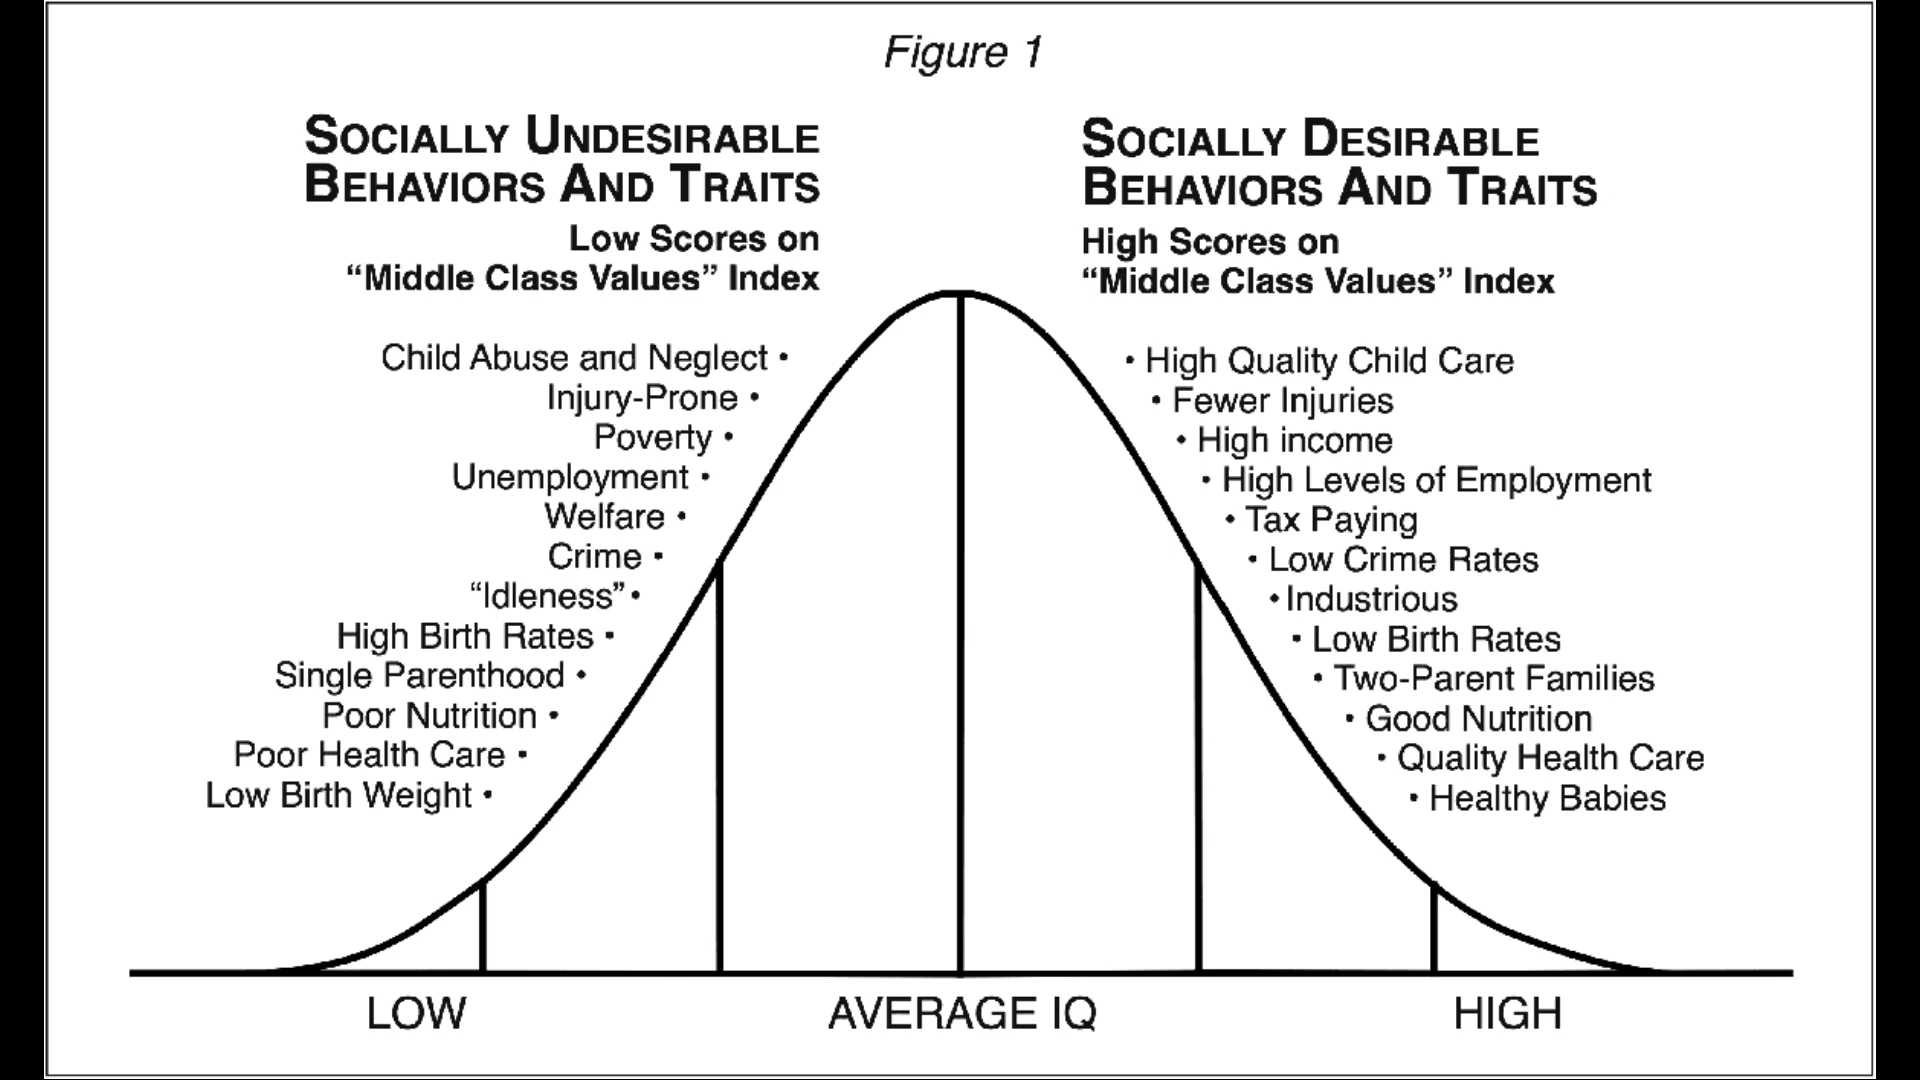 Figure 1
SOCIALLY UNDESIRABLE
BEHAVIORS AND TRAITS
Low Scores on
“Middle Class Values” Index
Child Abuse and Neglect •
Injury-Prone •
Poverty •
Unemployment •
Welfare •
Crime •
“Idleness” •
High Birth Rates •
Single Parenthood •
Poor Nutrition •
Poor Health Care •
Low Birth Weight •
SOCIALLY DESIRABLE
BEHAVIORS AND TRAITS
High Scores on
“Middle Class Values” Index
• High Quality Child Care
• Fewer Injuries
• High income
• High Levels of Employment
• Tax Paying
• Low Crime Rates
• Industrious
• Low Birth Rates
• Two-Parent Families
• Good Nutrition
• Quality Health Care
• Healthy Babies
LOW
AVERAGE IQ
HIGH